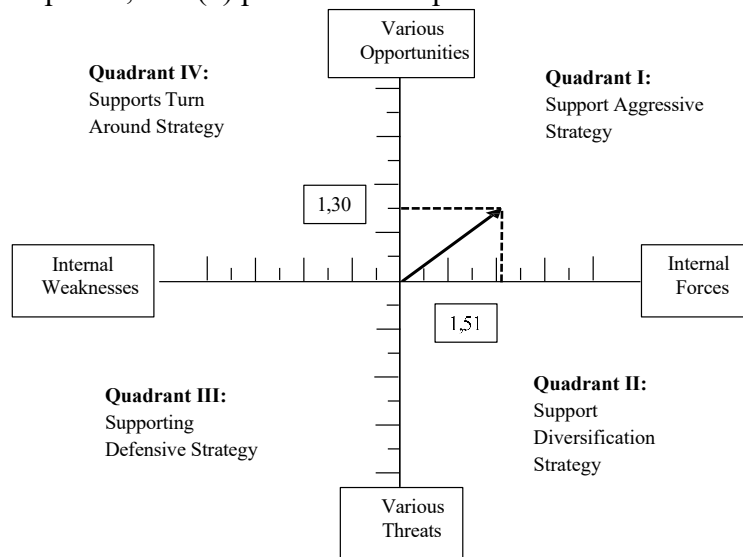 Various
Opportunities
Quadrant IV:
Supports Turn
Around Strategy
Quadrant I:
Support Aggressive
Strategy
1,30
Internal
Weaknesses
Internal
Forces
1,51
Quadrant III:
Supporting
Defensive Strategy
Quadrant II:
Support
Diversification
Strategy
Various
Threats